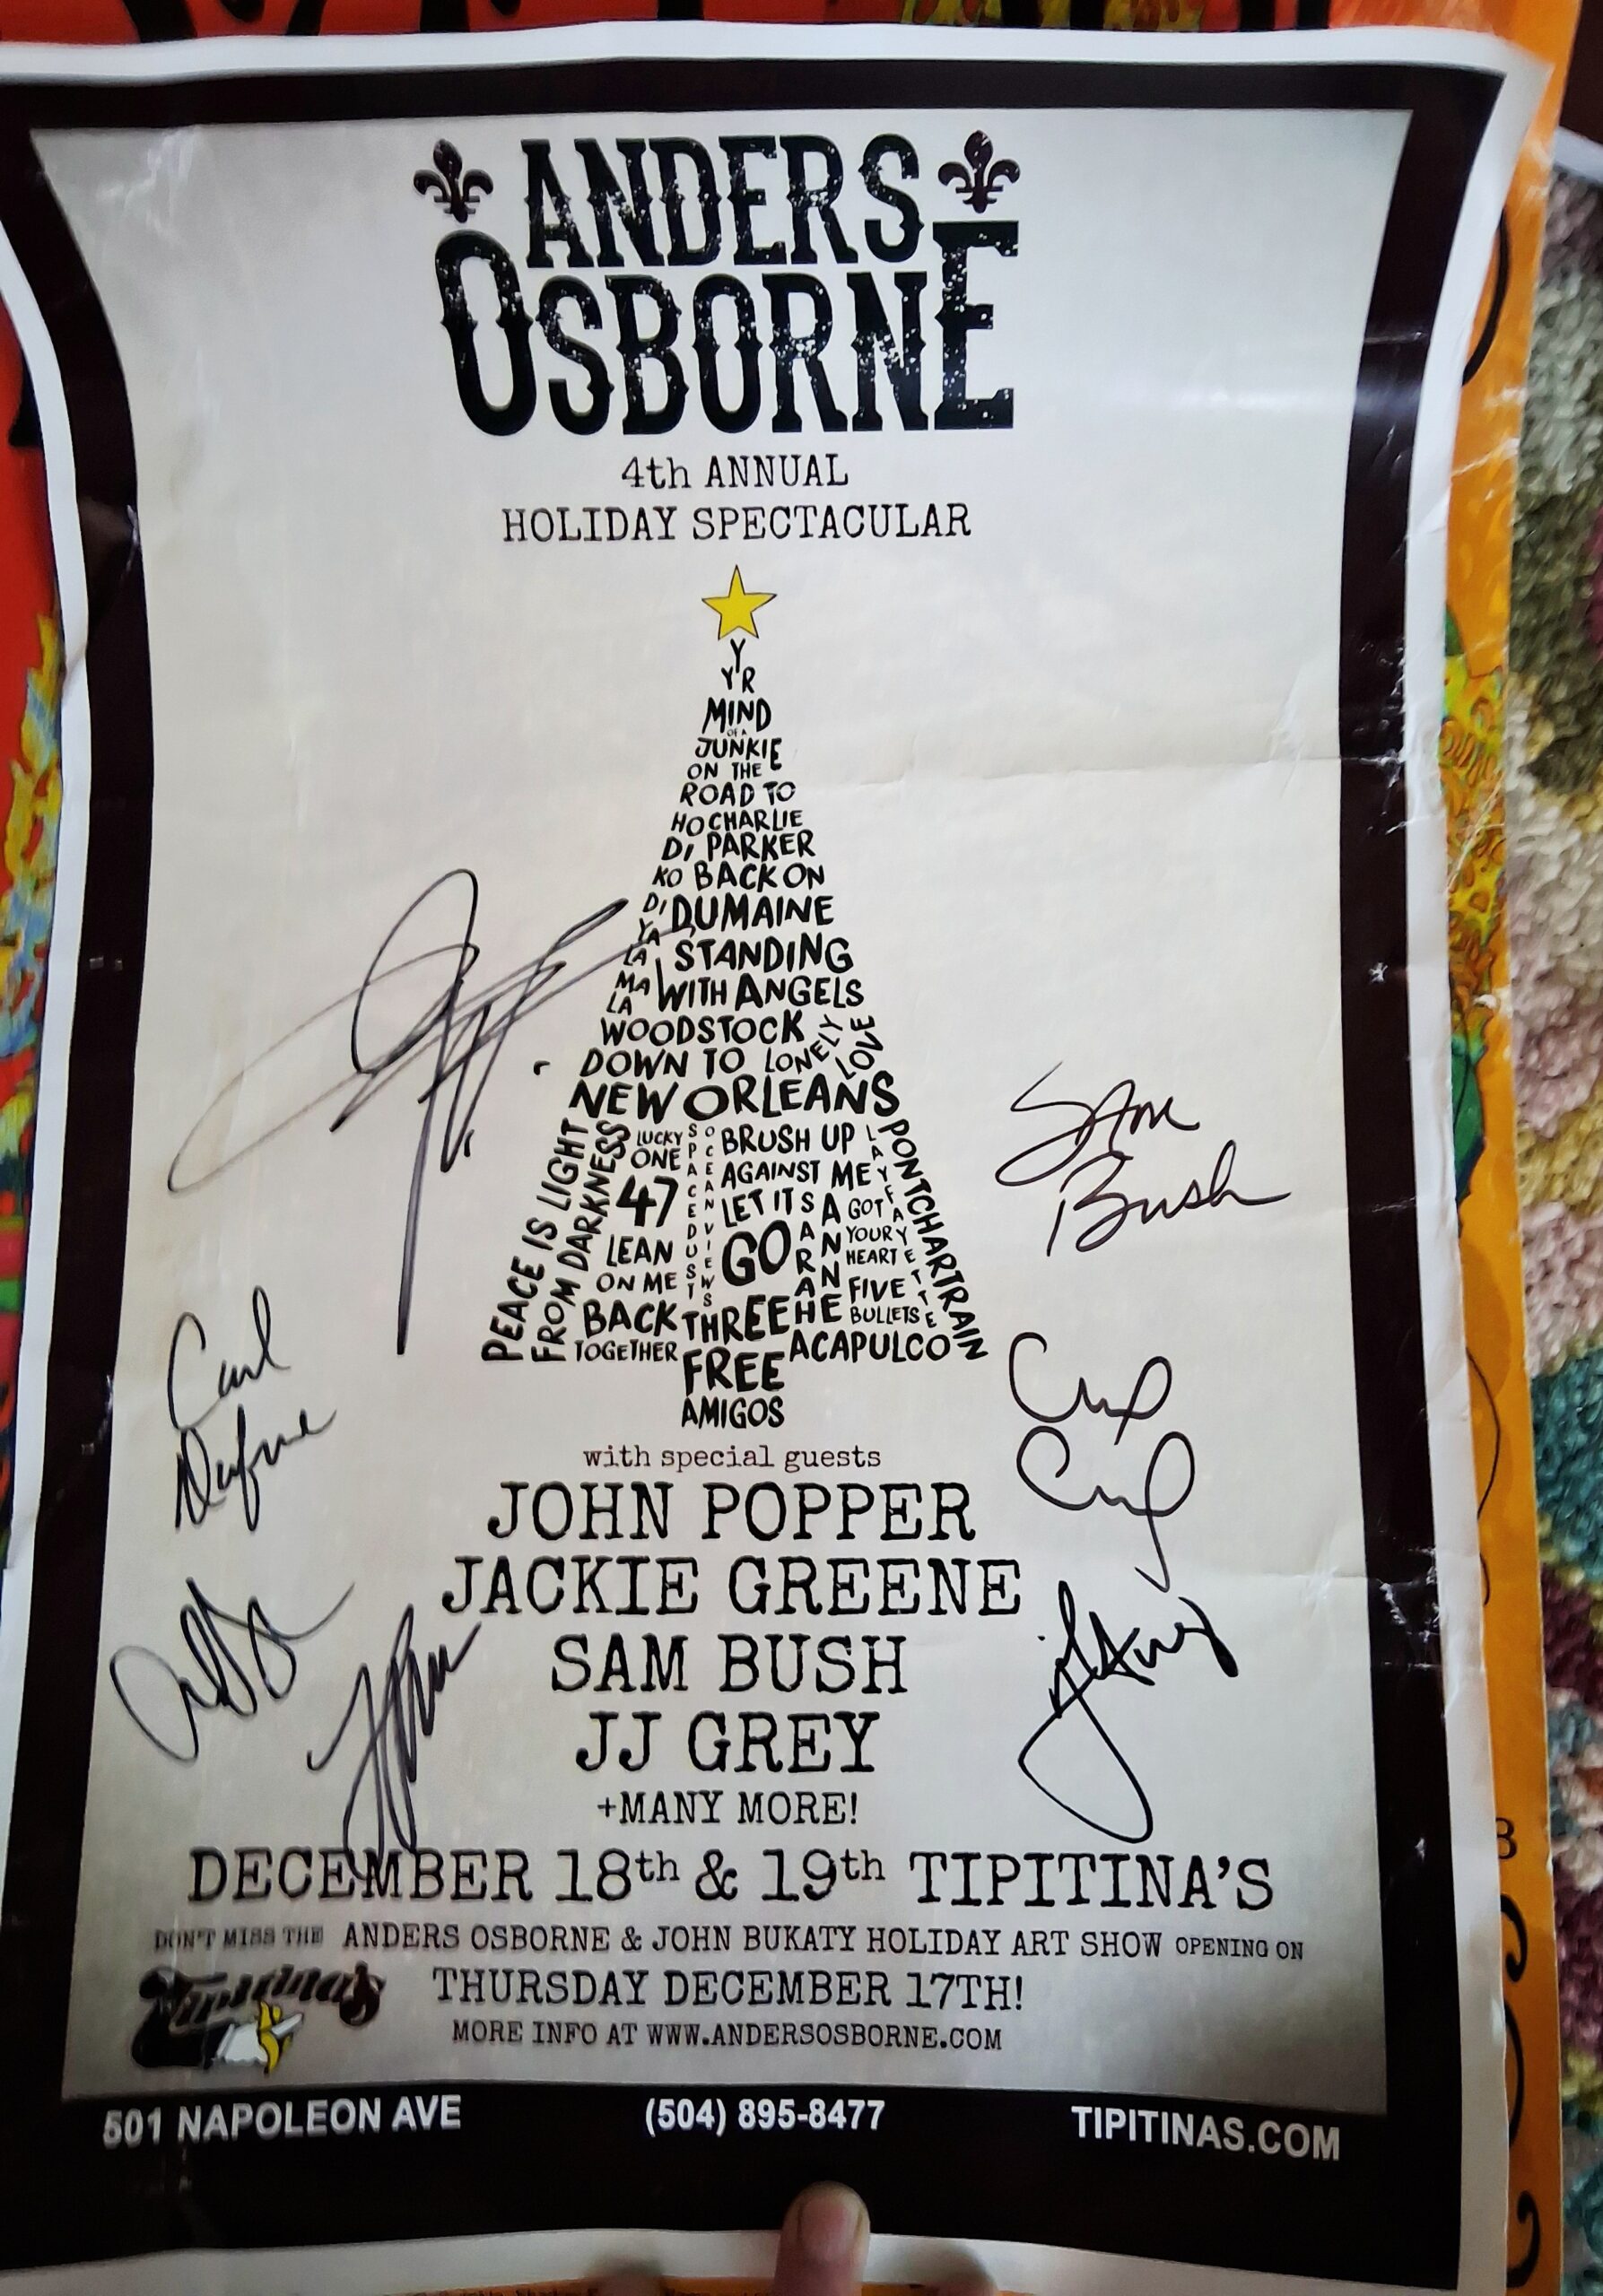 ANDERS
OSBORNE
4th ANNUAL
HOLIDAY SPECTACULAR
Y
YR
MIND
OF A
JUNKIE
ON THE
ROAD TO
HO CHARLIE
DI PARKER
KO BACK ON
DI DUMAINE
YA
LA STANDING
MA WITH ANGELS
LA
WOODSTOCK
DOWN TO LONELY LOVE
NEW ORLEANS
PEACE IS LIGHT
FROM DARKNESS
LUCKY
ONE
47
LEAN
ON ME
SPACE DUST
OCEAN VIEWS
BRUSH UP
AGAINST ME
LET IT
GO
IT'S A
GOT
YOUR
HEART
LAFAYETTE
PONTCHARTRAIN
FIVE
BULLETS
BACK
TOGETHER
THREE
FREE
AMIGOS
ACAPULCO
Sam
Bush
with special guests
JOHN POPPER
JACKIE GREENE
SAM BUSH
JJ GREY
+MANY MORE!
DECEMBER 18th & 19th TIPITINA'S
DON'T MISS THE ANDERS OSBORNE & JOHN BUKATY HOLIDAY ART SHOW OPENING ON
Tipitina's THURSDAY DECEMBER 17TH!
MORE INFO AT WWW.ANDERSOSBORNE.COM
501 NAPOLEON AVE (504) 895-8477 TIPITINAS.COM